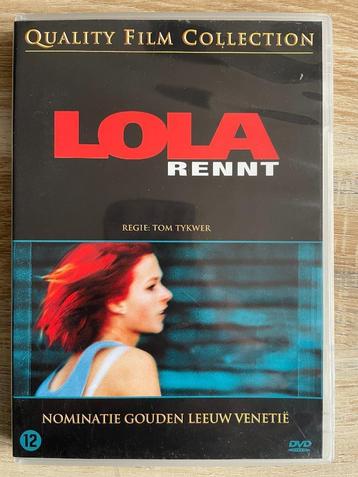 QUALITY FILM COLLECTION
LOLA
RENNT
REGIE: TOM TYKWER
NOMINATIE GOUDEN LEEUW VENETIË
12
DVD